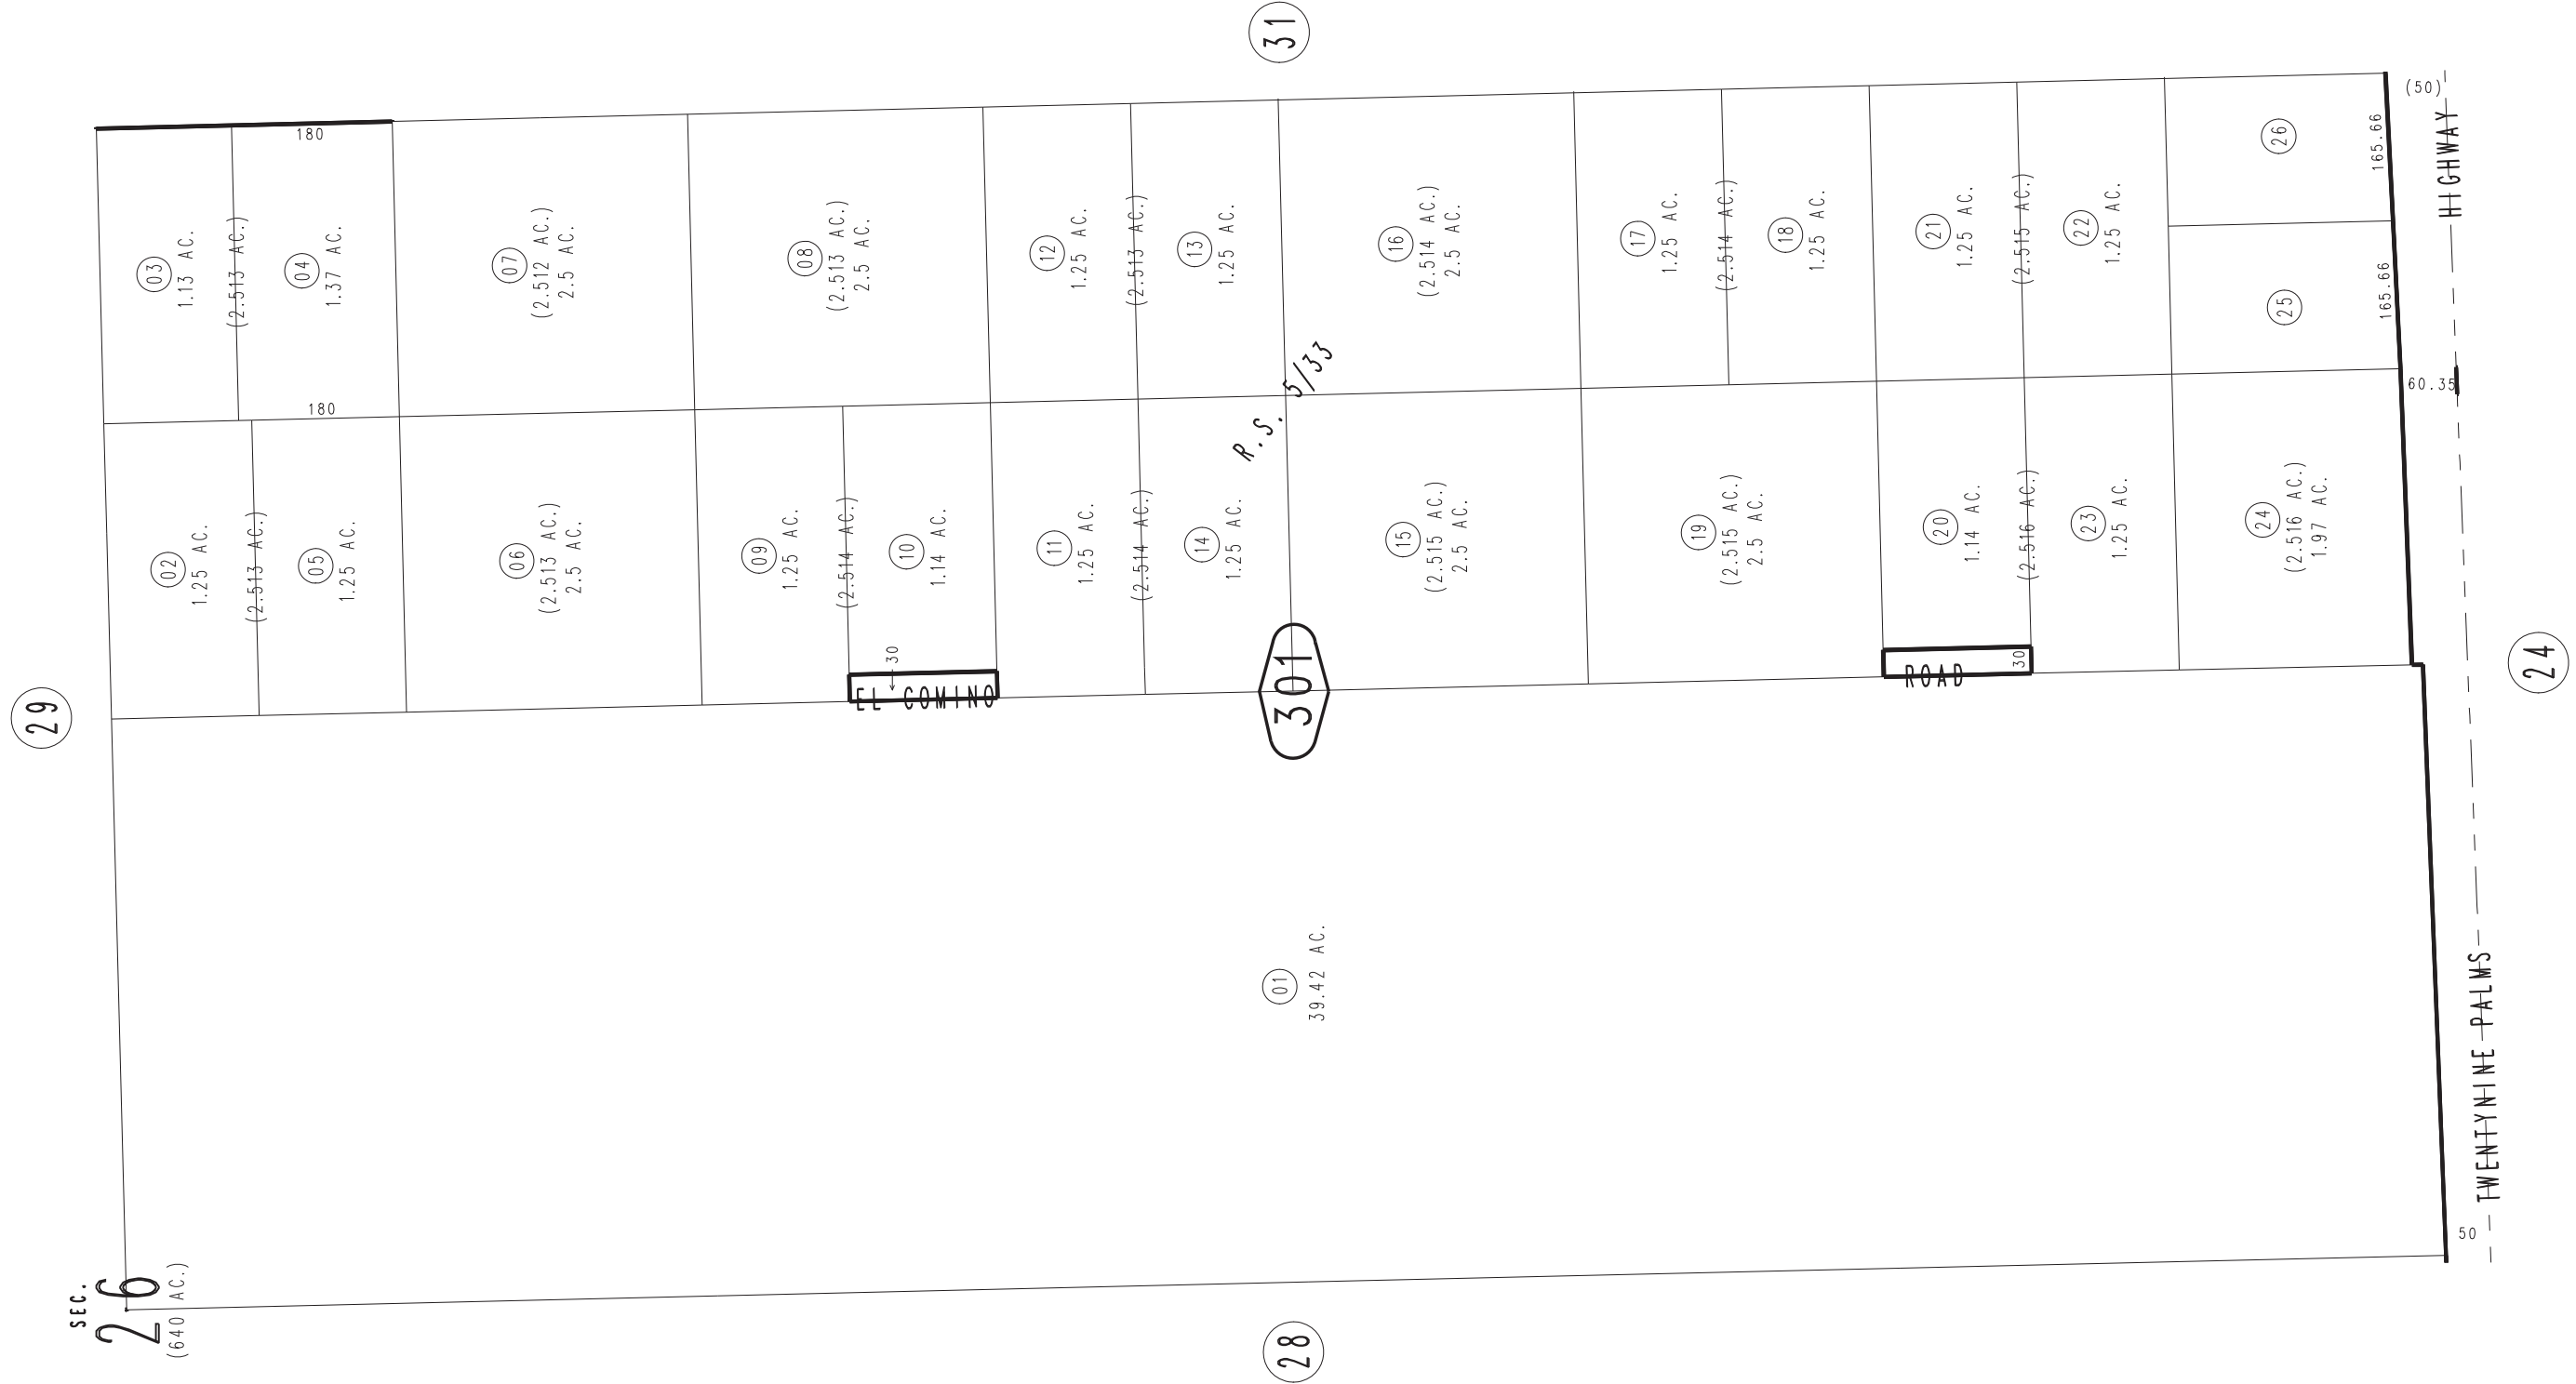 31
(50)
180
03
1.13 AC.
(2.513 AC.)
04
1.37 AC.
07
(2.512 AC.)
2.5 AC.
08
(2.513 AC.)
2.5 AC.
12
1.25 AC.
(2.513 AC.)
13
1.25 AC.
16
(2.514 AC.)
2.5 AC.
17
1.25 AC.
(2.514 AC.)
18
1.25 AC.
21
1.25 AC.
(2.515 AC.)
22
1.25 AC.
26
165.66
25
165.66
HIGHWAY
60.35
180
R.S. 5/33
02
1.25 AC.
(2.513 AC.)
05
1.25 AC.
06
(2.513 AC.)
2.5 AC.
09
1.25 AC.
(2.514 AC.)
10
1.14 AC.
11
1.25 AC.
(2.514 AC.)
14
1.25 AC.
15
(2.515 AC.)
2.5 AC.
19
(2.515 AC.)
2.5 AC.
20
1.14 AC.
(2.516 AC.)
23
1.25 AC.
24
(2.516 AC.)
1.97 AC.
30
EL COMINO
301
ROAD
30
29
24
01
39.42 AC.
TWENTYNINE PALMS
50
SEC.
26
(640 AC.)
28